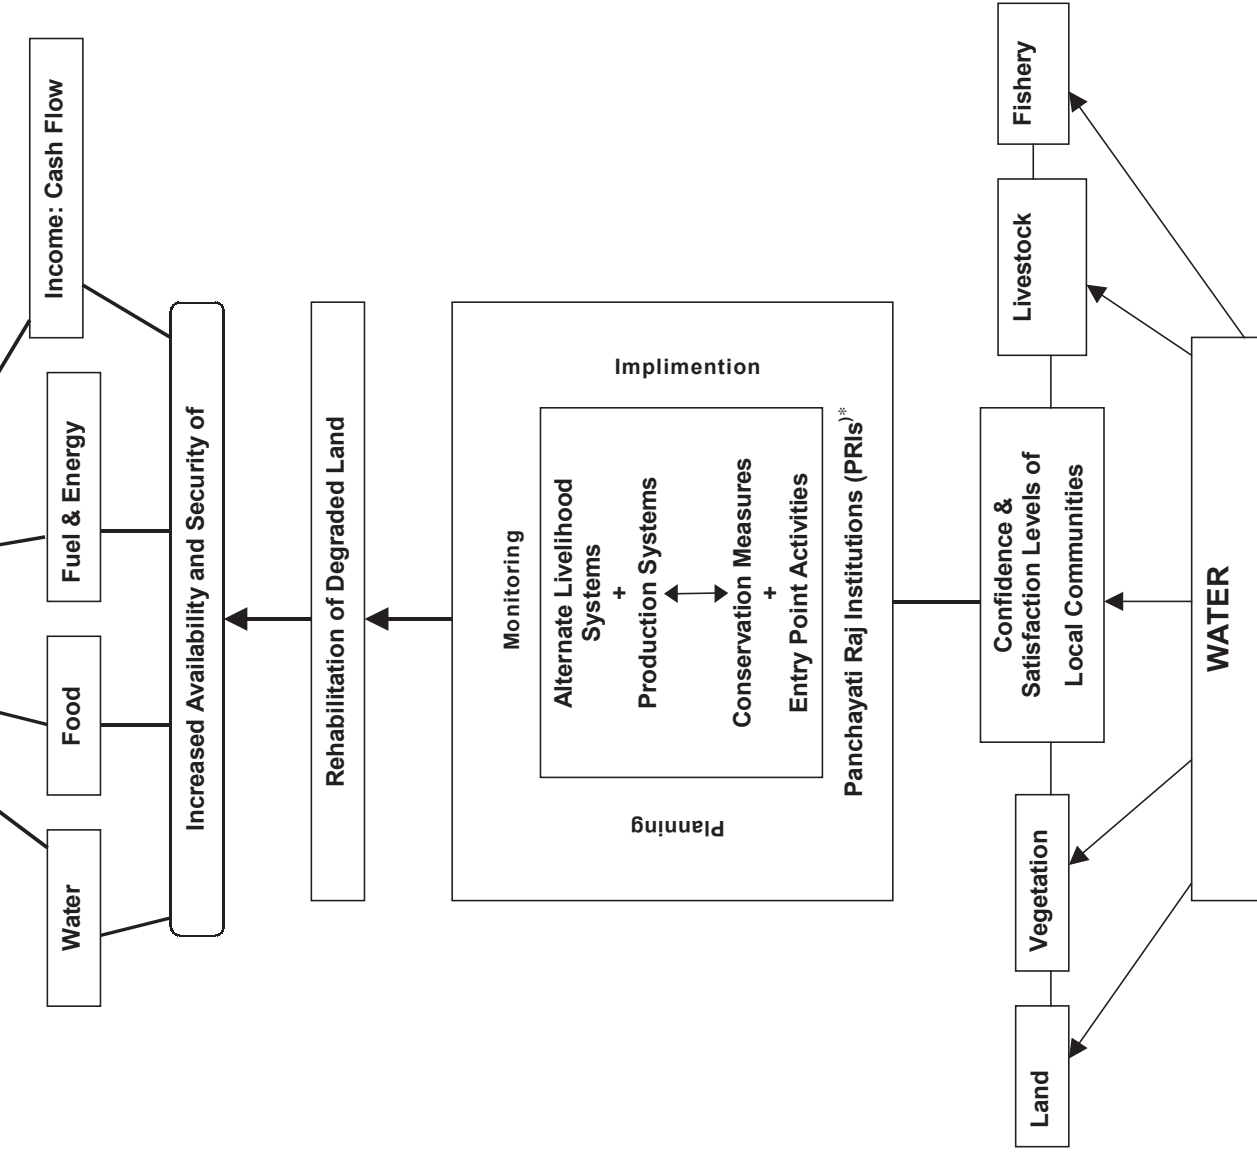 Water
Food
Fuel & Energy
Income: Cash Flow
Increased Availability and Security of
Rehabilitation of Degraded Land
Monitoring
Planning
Implimention
Alternate Livelihood
Systems
+
Production Systems
Conservation Measures
+
Entry Point Activities
Panchayati Raj Institutions (PRIs)*
Land
Vegetation
Confidence &
Satisfaction Levels of
Local Communities
Livestock
Fishery
WATER